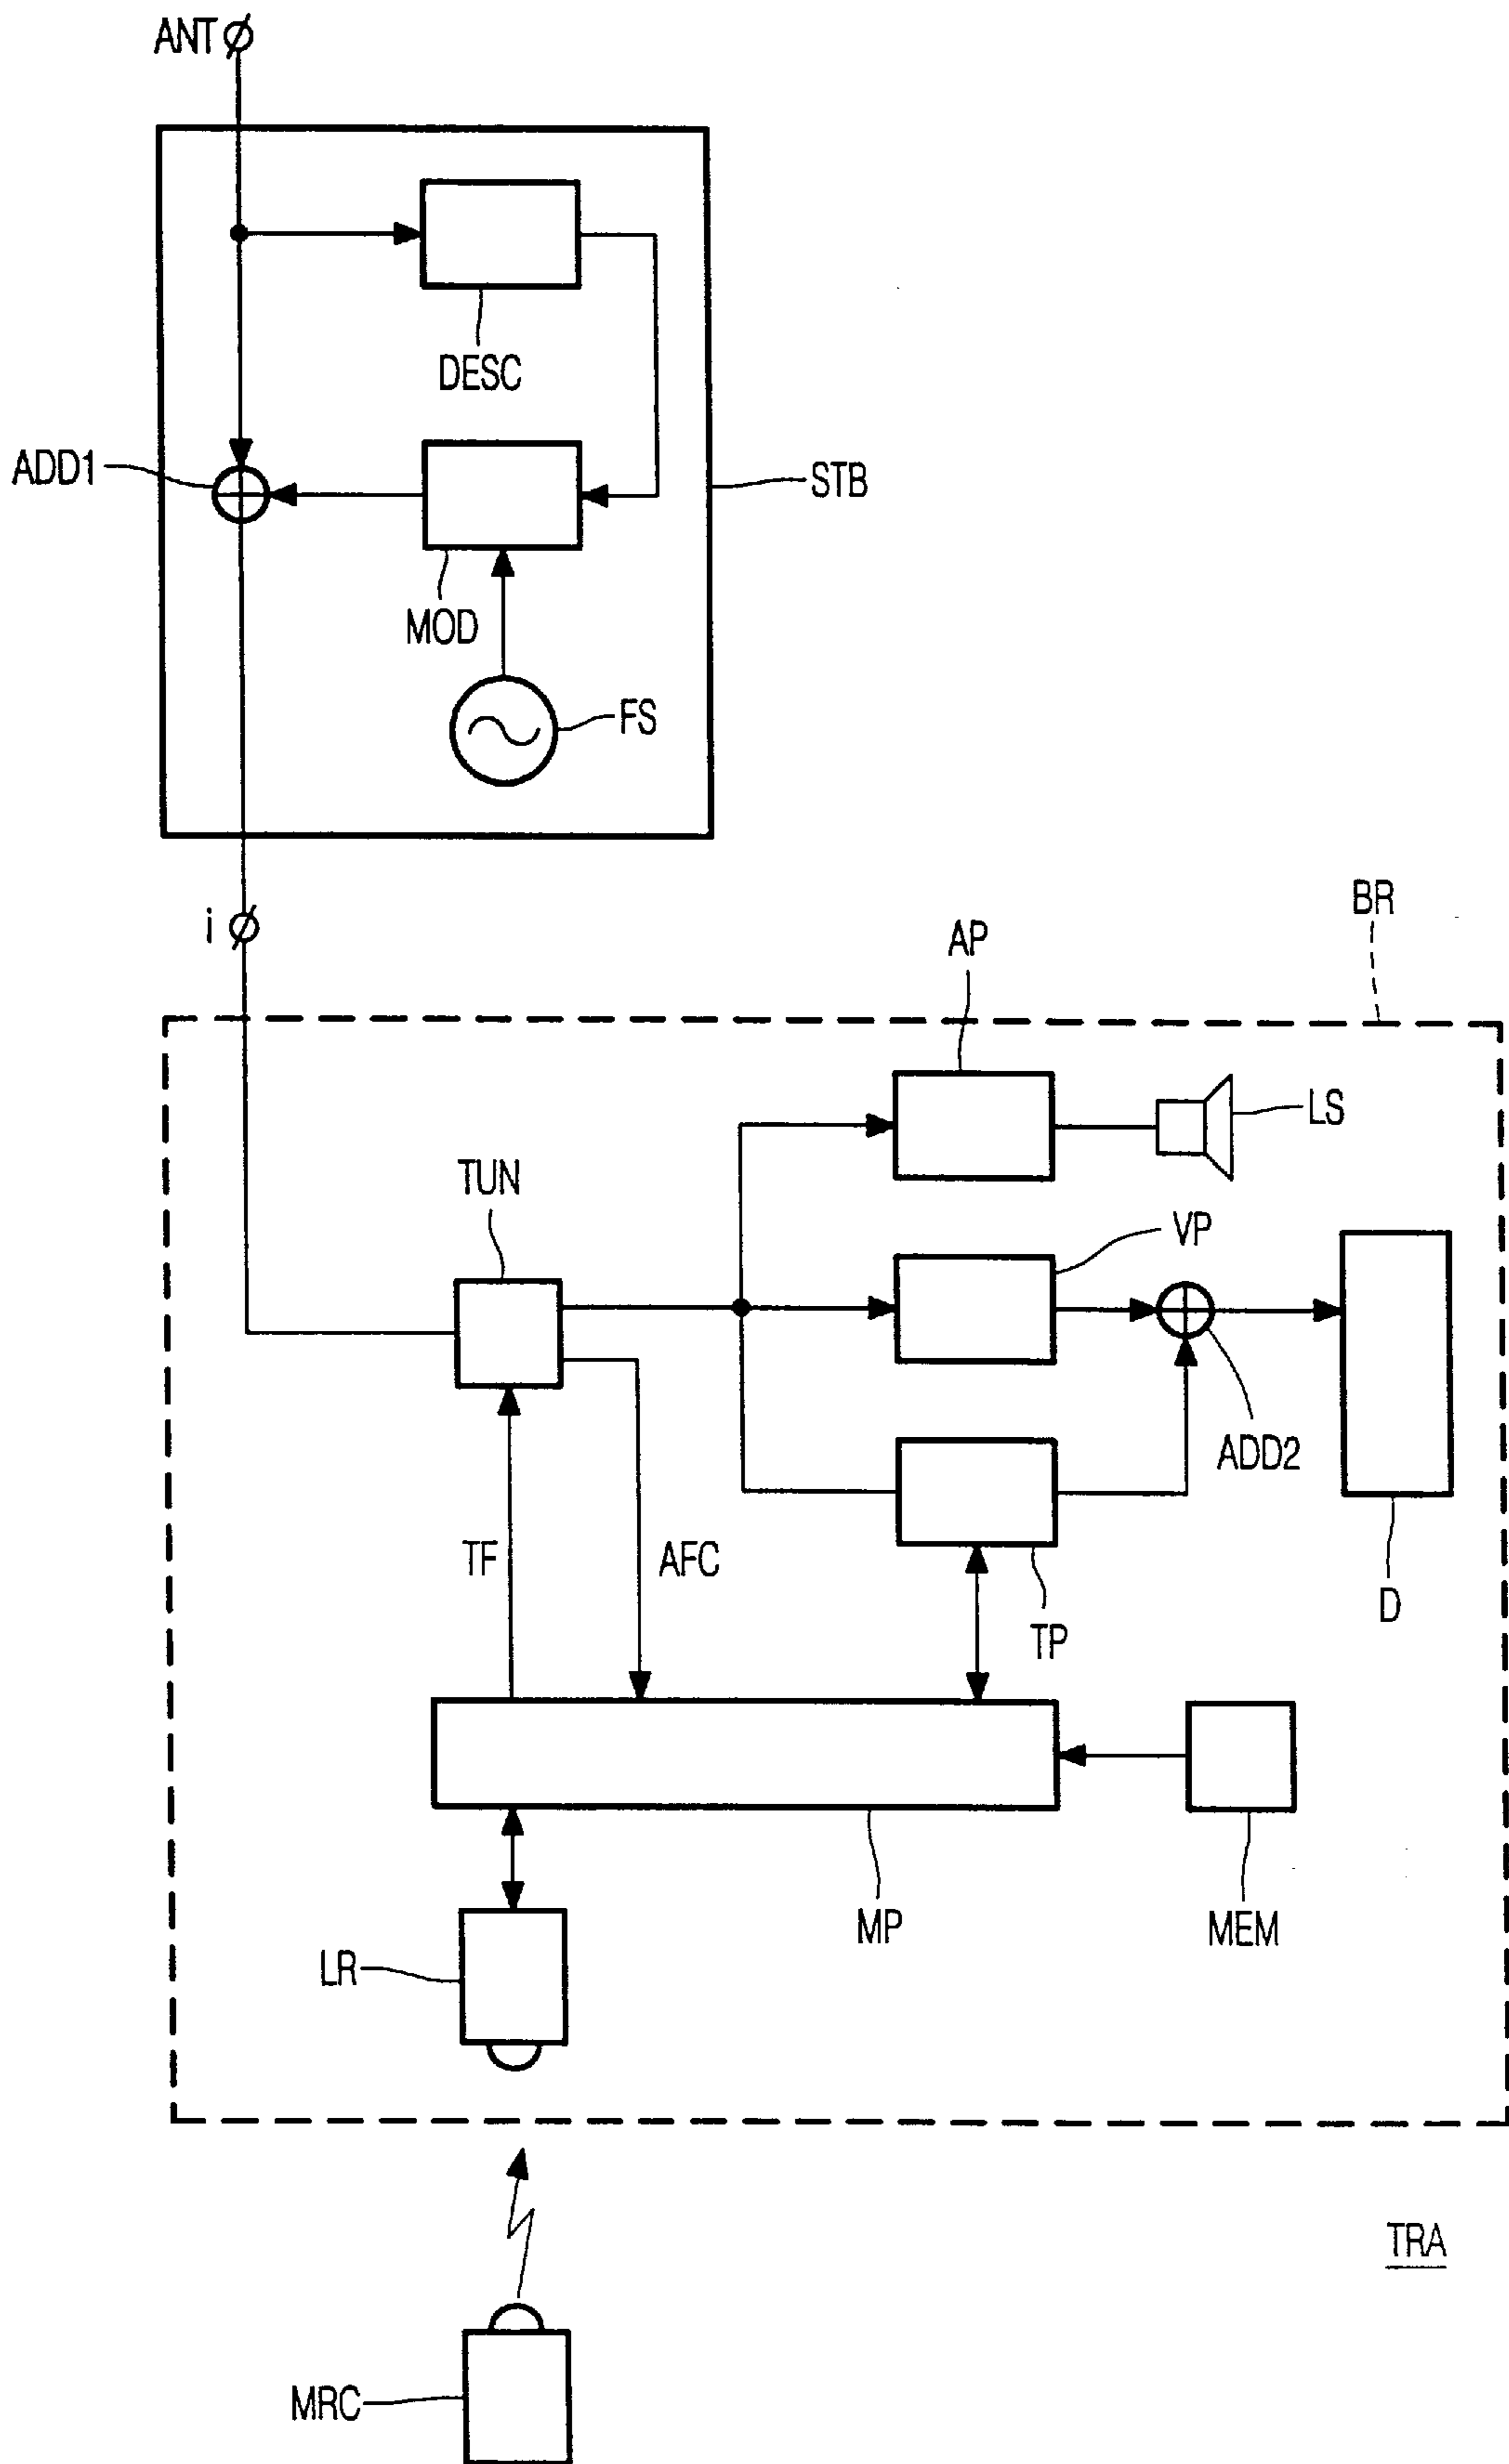 ANT
DESC
ADD1
STB
MOD
FS
i
BR
AP
LS
TUN
VP
ADD2
TF
AFC
D
TP
MP
MEM
LR
TRA
MRC